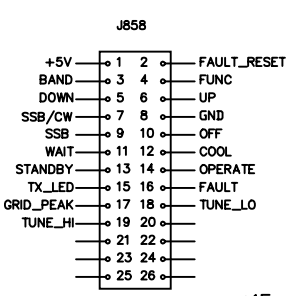 J858
+5V 1 2 FAULT_RESET
BAND 3 4 FUNC
DOWN 5 6 UP
SSB/CW 7 8 GND
SSB 9 10 OFF
WAIT 11 12 COOL
STANDBY 13 14 OPERATE
TX_LED 15 16 FAULT
GRID_PEAK 17 18 TUNE_LO
TUNE_HI 19 20
21 22
23 24
25 26